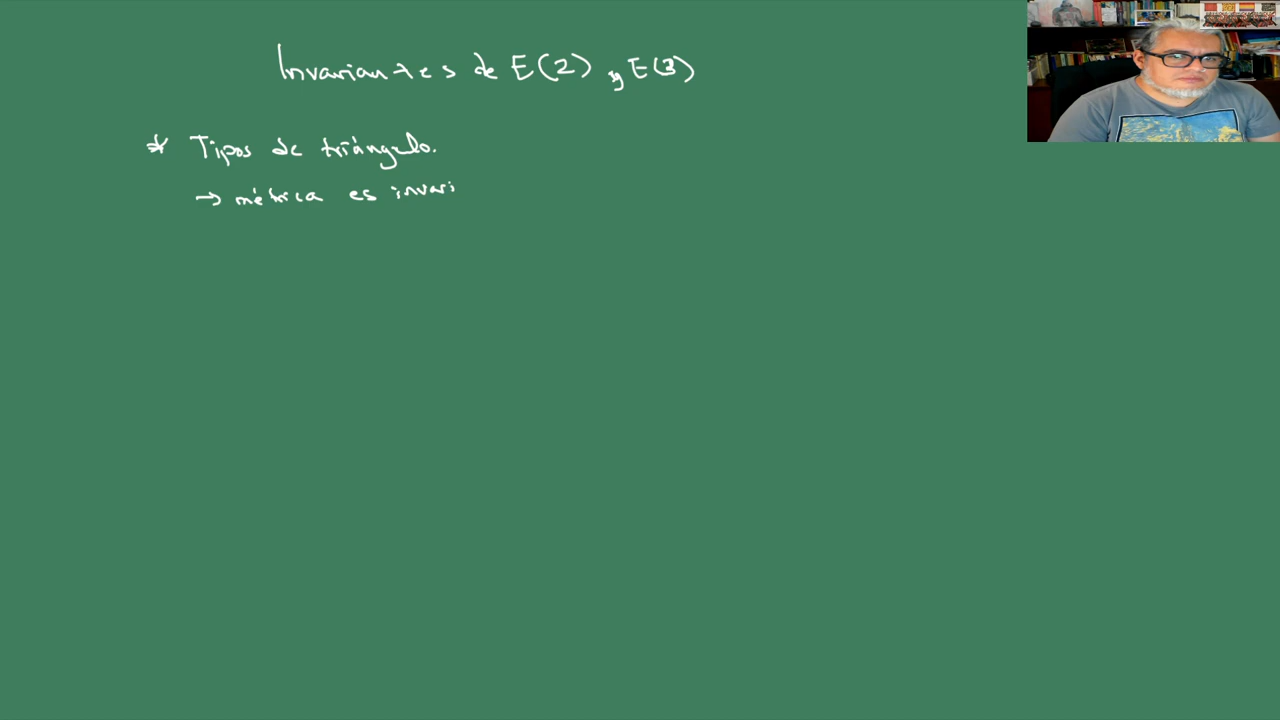 Invariantes de E(2) y E(3)
* Tipos de triángulo.
→ métrica es invari